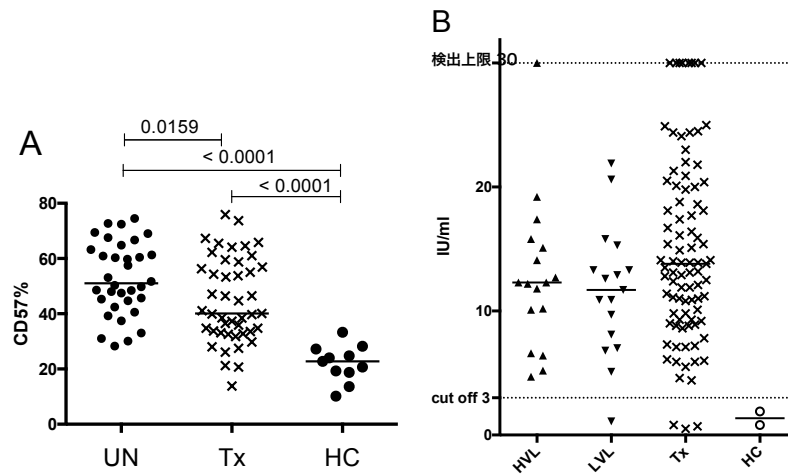 A
0.0159
< 0.0001
< 0.0001
80
60
40
20
0
CD57%
UN
Tx
HC
B
検出上限 30
20
10
cut off 3
0
IU/ml
HVL
LVL
Tx
HC